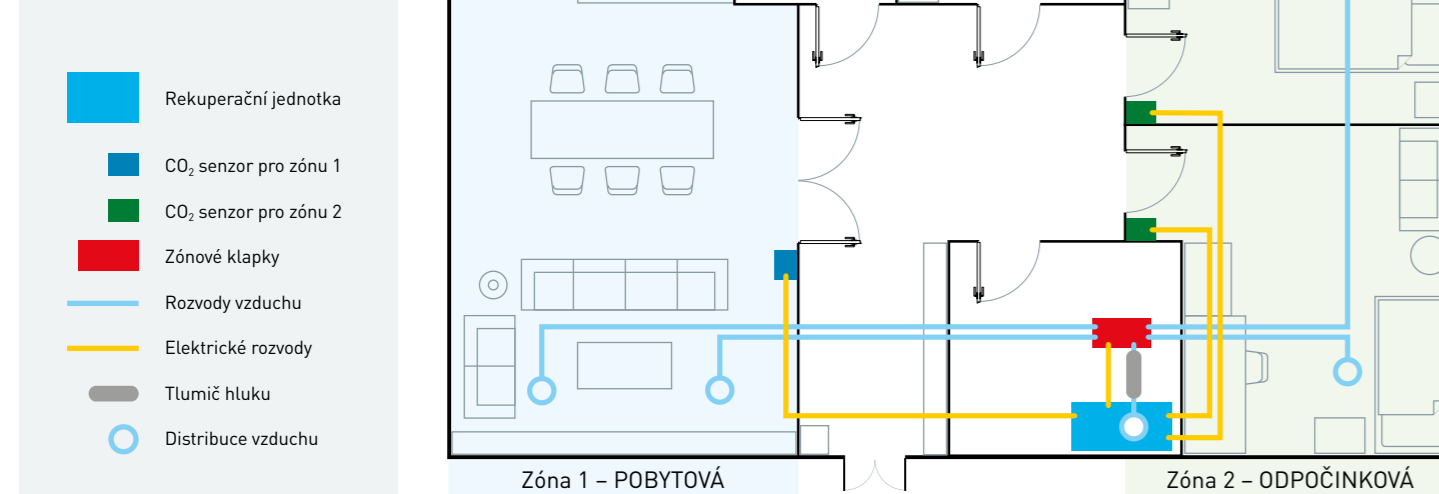 Rekuperační jednotka
CO₂ senzor pro zónu 1
CO₂ senzor pro zónu 2
Zónové klapky
Rozvody vzduchu
Elektrické rozvody
Tlumič hluku
Distribuce vzduchu
Zóna 1 – POBYTOVÁ
Zóna 2 – ODPOČINKOVÁ